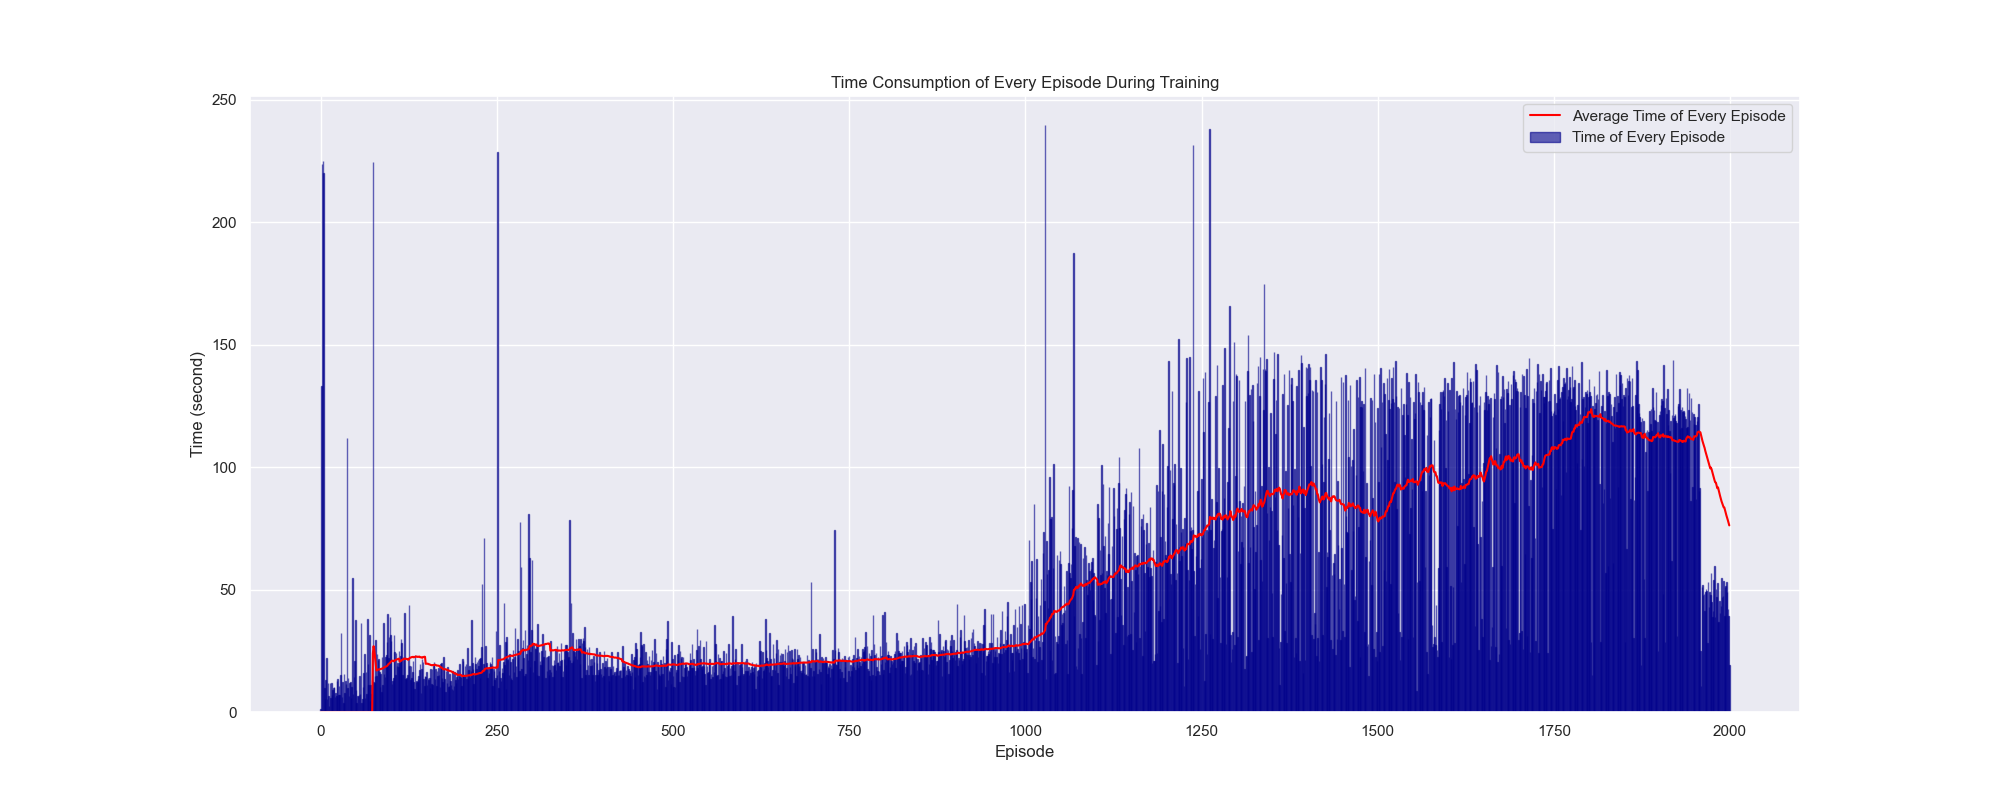 Time Consumption of Every Episode During Training
Average Time of Every Episode
Time of Every Episode
Time (second)
250
200
150
100
50
0
0 250 500 750 1000 1250 1500 1750 2000
Episode